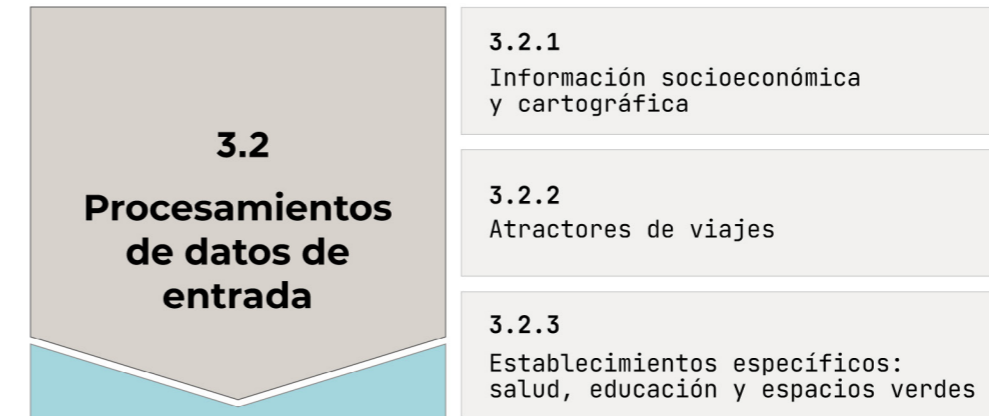 3.2
Procesamientos
de datos de
entrada
3.2.1
Información socioeconómica
y cartográfica
3.2.2
Atractores de viajes
3.2.3
Establecimientos específicos:
salud, educación y espacios verdes